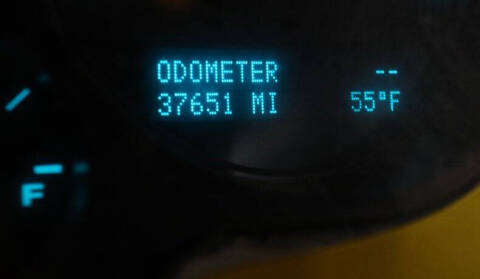 ODOMETER --
37651 MI 55°F
F